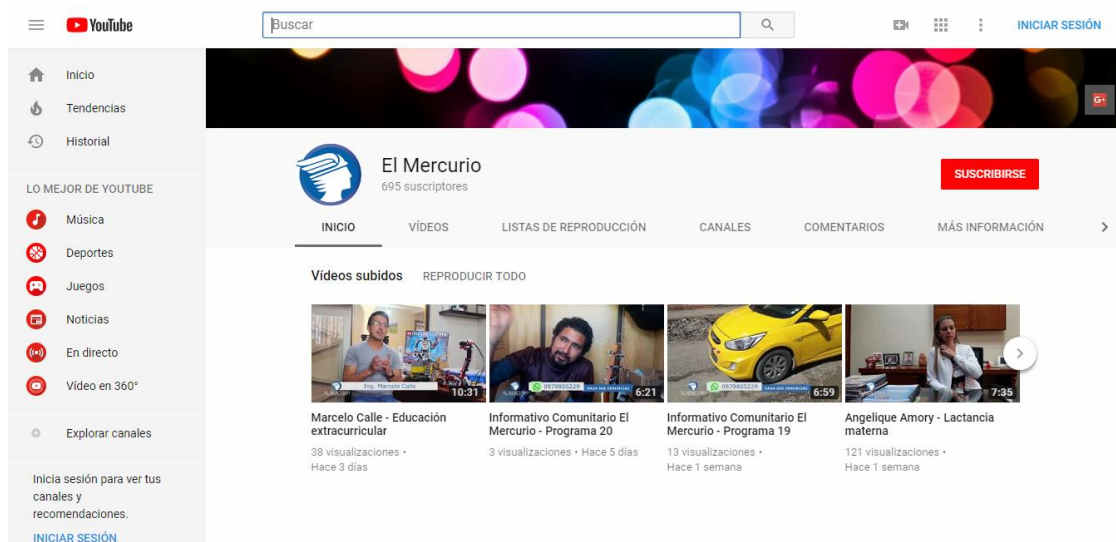 YouTube
Buscar
INICIAR SESIÓN
Inicio
Tendencias
Historial
LO MEJOR DE YOUTUBE
Música
Deportes
Juegos
Noticias
En directo
Vídeo en 360°
Explorar canales
Inicia sesión para ver tus
canales y
recomendaciones.
INICIAR SESIÓN
G+
El Mercurio
695 suscriptores
SUSCRIBIRSE
INICIO VÍDEOS LISTAS DE REPRODUCCIÓN CANALES COMENTARIOS MÁS INFORMACIÓN
Vídeos subidos REPRODUCIR TODO
Ing. Marcelo Calle
10:31
0979805229
6:21
0979805229
6:59
7:35
Marcelo Calle - Educación
extracurricular
38 visualizaciones •
Hace 3 días
Informativo Comunitario El
Mercurio - Programa 20
3 visualizaciones • Hace 5 días
Informativo Comunitario El
Mercurio - Programa 19
13 visualizaciones •
Hace 1 semana
Angelique Amory - Lactancia
materna
121 visualizaciones •
Hace 1 semana